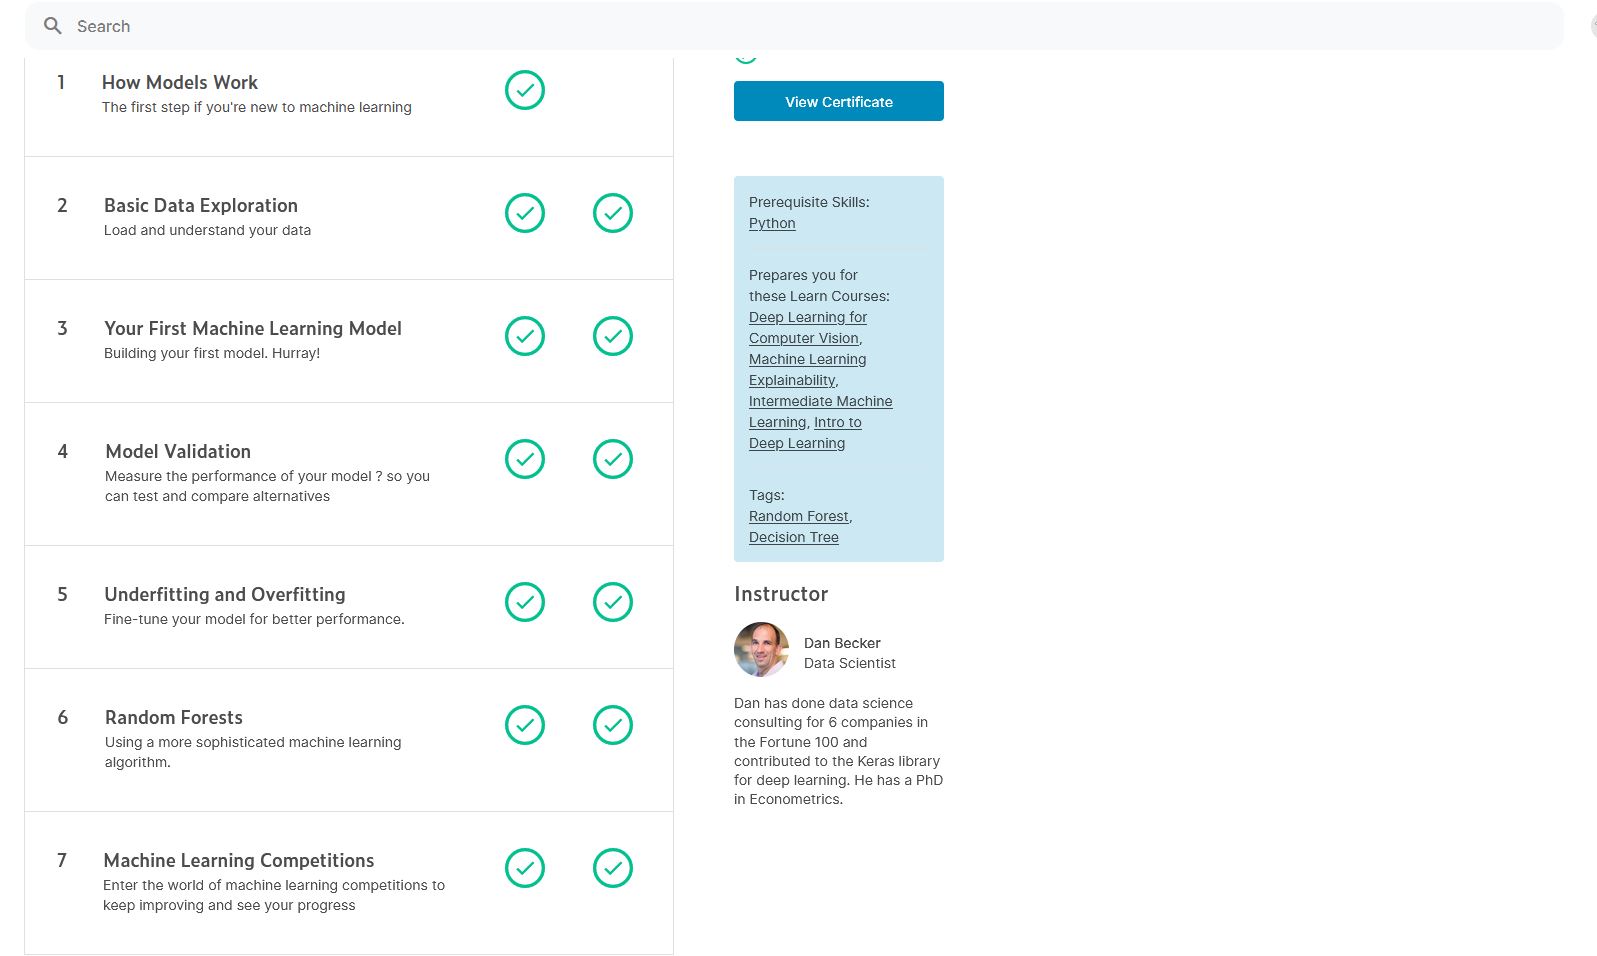 Search
1
How Models Work
The first step if you're new to machine learning
2
Basic Data Exploration
Load and understand your data
3
Your First Machine Learning Model
Building your first model. Hurray!
4
Model Validation
Measure the performance of your model ? so you
can test and compare alternatives
5
Underfitting and Overfitting
Fine-tune your model for better performance.
6
Random Forests
Using a more sophisticated machine learning
algorithm.
7
Machine Learning Competitions
Enter the world of machine learning competitions to
keep improving and see your progress
View Certificate
Prerequisite Skills:
Python
Prepares you for
these Learn Courses:
Deep Learning for
Computer Vision,
Machine Learning
Explainability,
Intermediate Machine
Learning, Intro to
Deep Learning
Tags:
Random Forest,
Decision Tree
Instructor
Dan Becker
Data Scientist
Dan has done data science
consulting for 6 companies in
the Fortune 100 and
contributed to the Keras library
for deep learning. He has a PhD
in Econometrics.